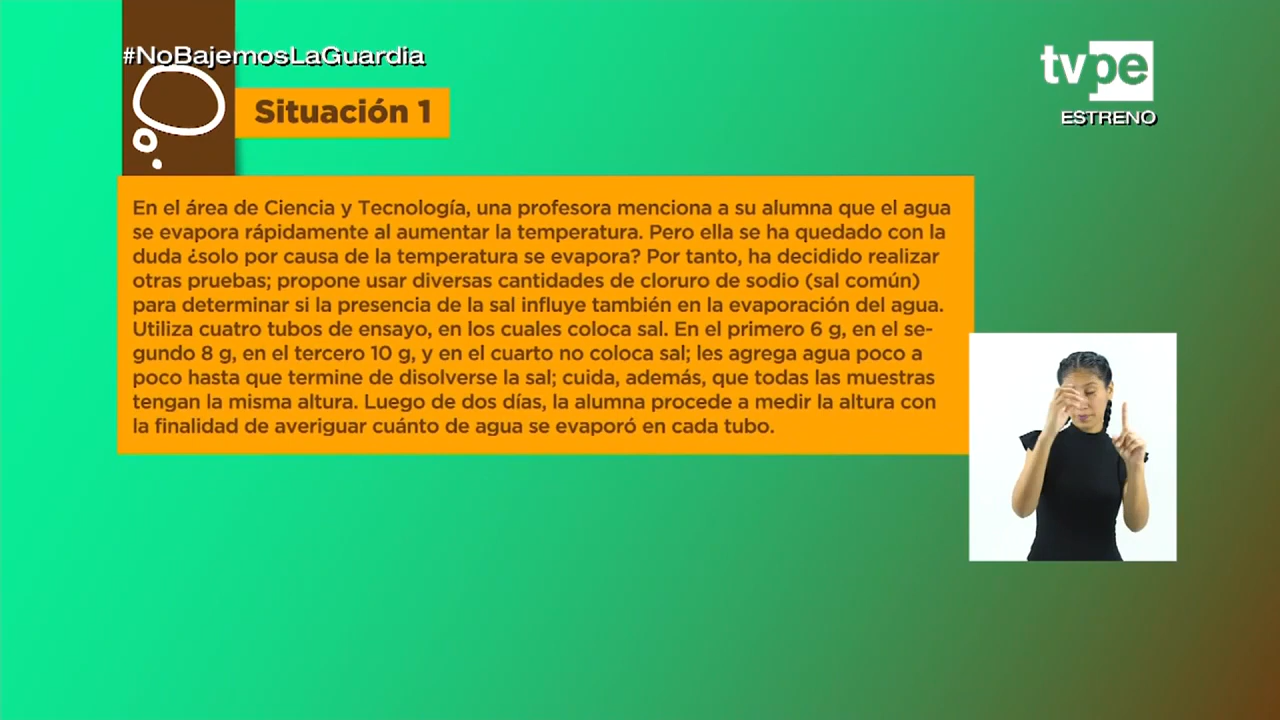 #NoBajemosLaGuardia
tvpe
ESTRENO
Situación 1
En el área de Ciencia y Tecnología, una profesora menciona a su alumna que el agua
se evapora rápidamente al aumentar la temperatura. Pero ella se ha quedado con la
duda ¿solo por causa de la temperatura se evapora? Por tanto, ha decidido realizar
otras pruebas; propone usar diversas cantidades de cloruro de sodio (sal común)
para determinar si la presencia de la sal influye también en la evaporación del agua.
Utiliza cuatro tubos de ensayo, en los cuales coloca sal. En el primero 6 g, en el se-
gundo 8 g, en el tercero 10 g, y en el cuarto no coloca sal; les agrega agua poco a
poco hasta que termine de disolverse la sal; cuida, además, que todas las muestras
tengan la misma altura. Luego de dos días, la alumna procede a medir la altura con
la finalidad de averiguar cuánto de agua se evaporó en cada tubo.